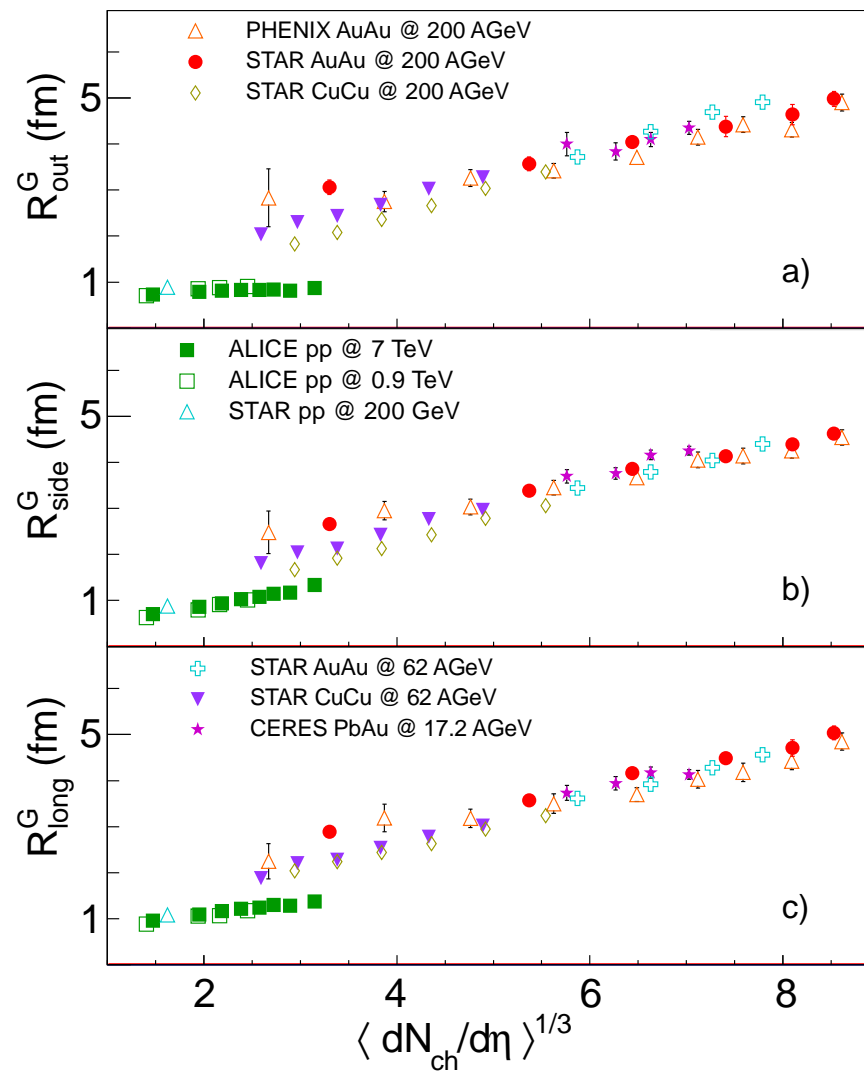 PHENIX AuAu @ 200 AGeV
STAR AuAu @ 200 AGeV
STAR CuCu @ 200 AGeV
5
1
R^G_out (fm)
a)
ALICE pp @ 7 TeV
ALICE pp @ 0.9 TeV
STAR pp @ 200 GeV
5
1
R^G_side (fm)
b)
STAR AuAu @ 62 AGeV
STAR CuCu @ 62 AGeV
CERES PbAu @ 17.2 AGeV
5
1
R^G_long (fm)
c)
2 4 6 8
⟨ dN_ch/dη ⟩^1/3